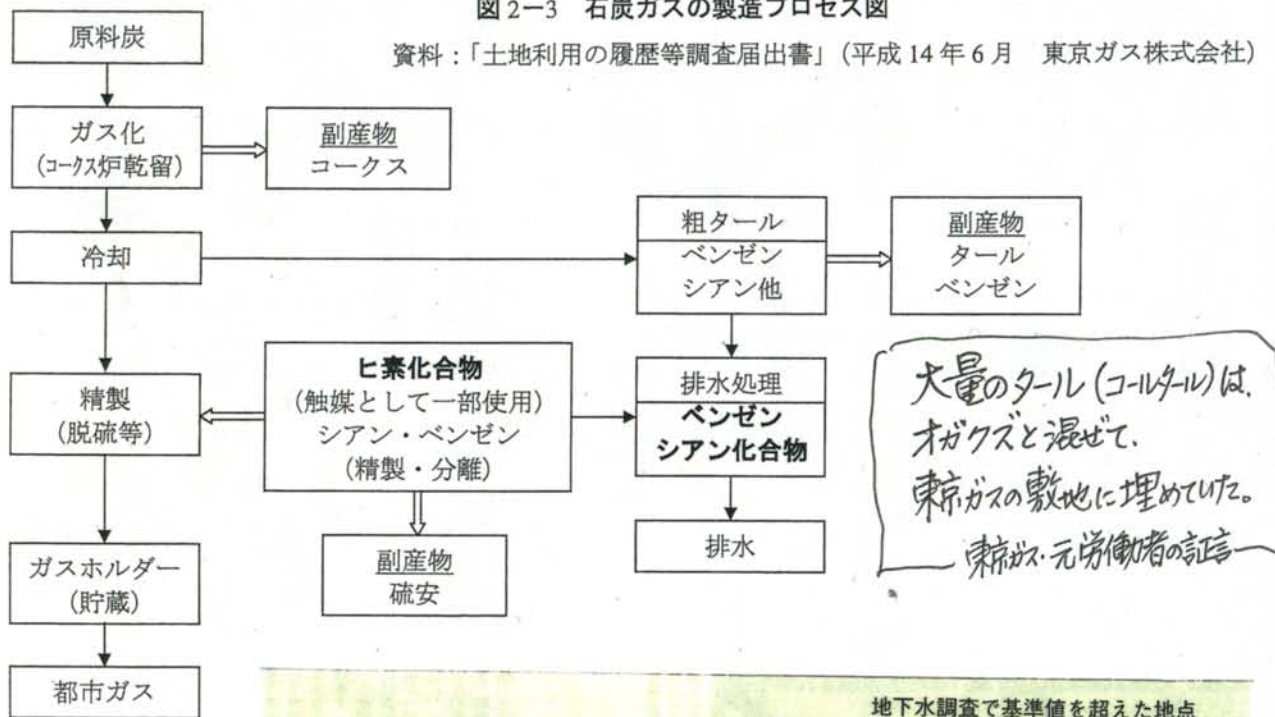 図2-3 石炭ガスの製造プロセス図
資料:「土地利用の履歴等調査届出書」(平成14年6月 東京ガス株式会社)
原料炭
ガス化
(コークス炉乾留)
副産物
コークス
冷却
粗タール
ベンゼン
シアン他
副産物
タール
ベンゼン
精製
(脱硫等)
ヒ素化合物
(触媒として一部使用)
シアン・ベンゼン
(精製・分離)
排水処理
ベンゼン
シアン化合物
大量のタール(コールタール)は、
オガクズと混ぜて、
東京ガスの敷地に埋めていた。
東京ガス・元労働者の証言
副産物
硫安
排水
ガスホルダー
(貯蔵)
都市ガス
地下水調査で基準値を超えた地点